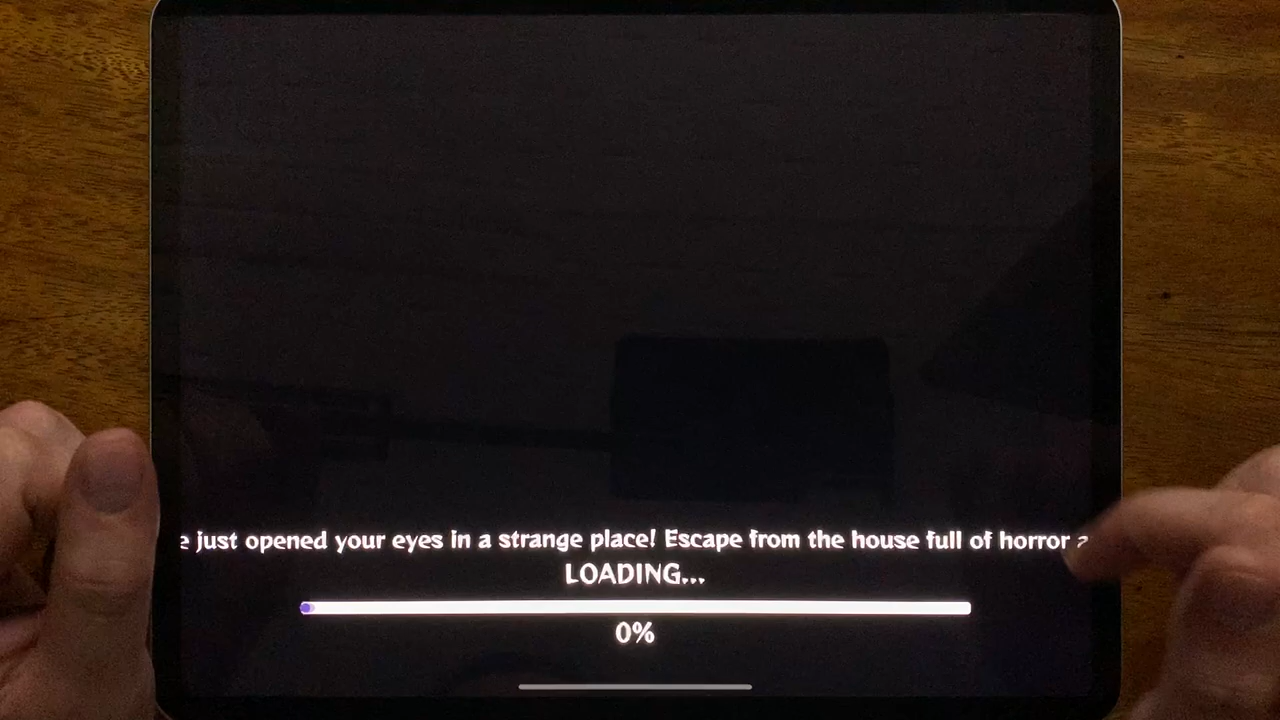 just opened your eyes in a strange place! Escape from the house full of horror
LOADING...
0%